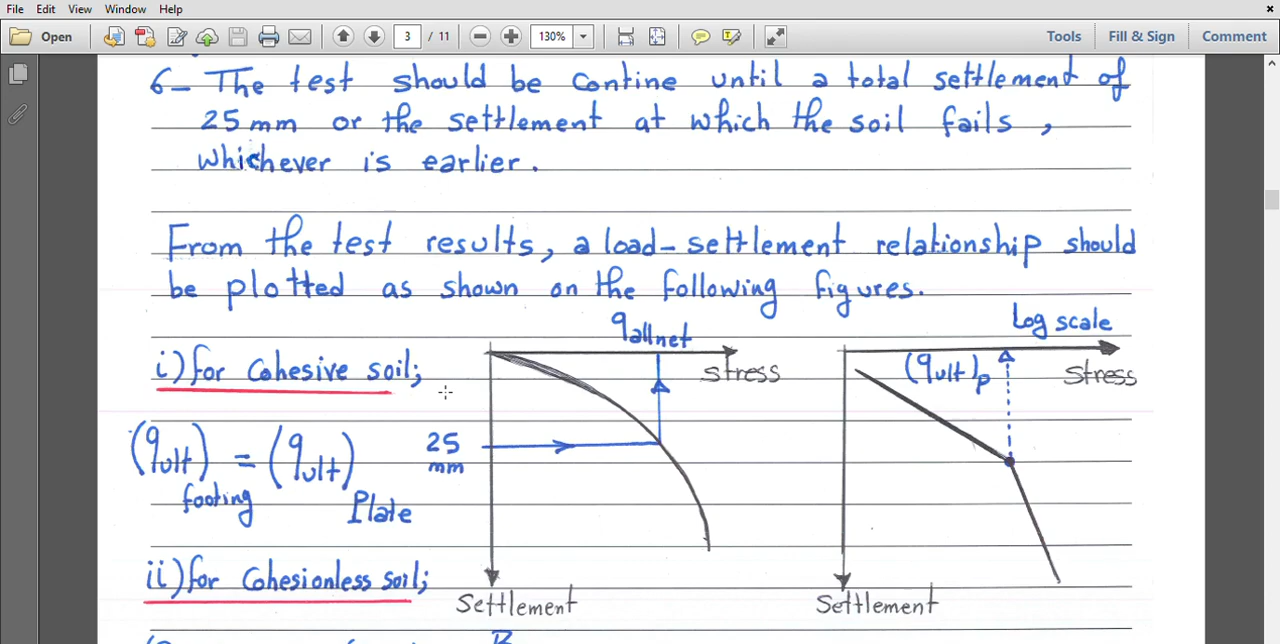 File Edit View Window Help
Open 3 / 11 130% Tools Fill & Sign Comment
6- The test should be contine until a total settlement of
25 mm or the settlement at which the soil fails ,
whichever is earlier .
From the test results, a load-settlement relationship should
be plotted as shown on the following figures.
i) for cohesive soil;
(qult) footing = (qult) Plate
qall net
stress
25 mm
Settlement
Log scale
(qult)p
stress
Settlement
ii) for Cohesionless soil;
B